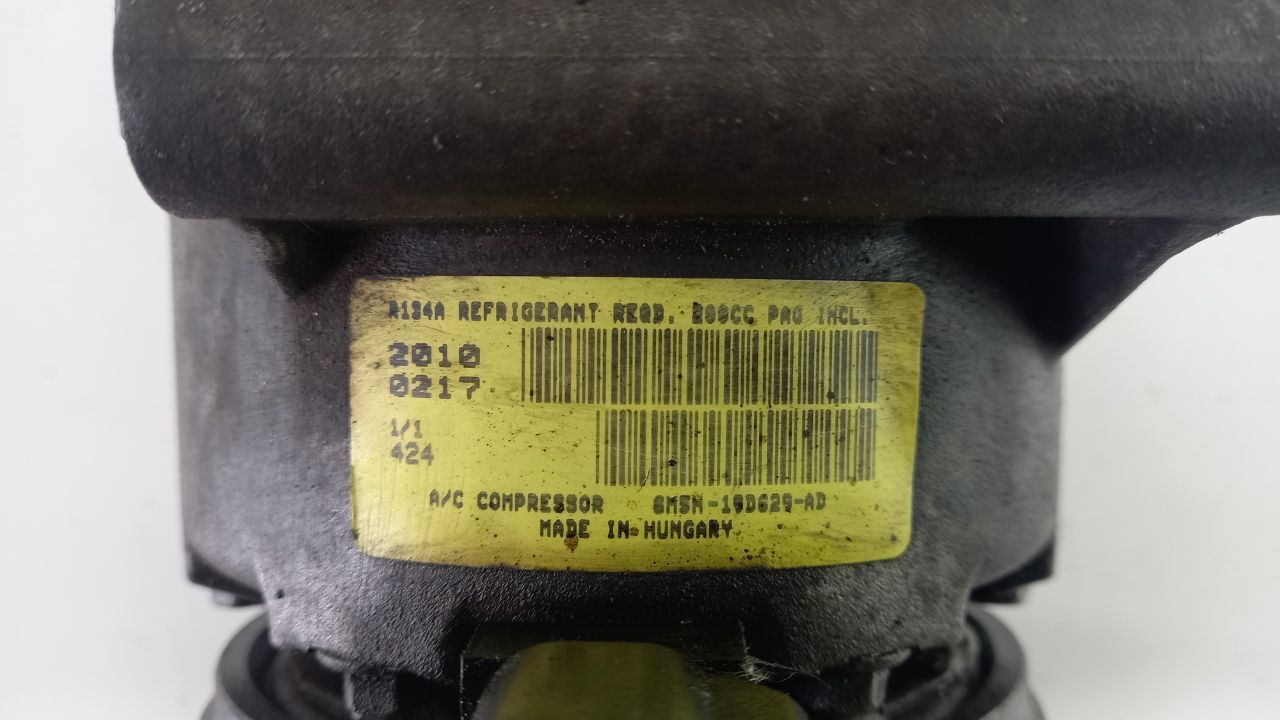 R134A REFRIGERANT REQD. 200CC PAG INCL.
2010
0217
1/1
424
A/C COMPRESSOR 6M5H-19D629-AD
MADE IN HUNGARY